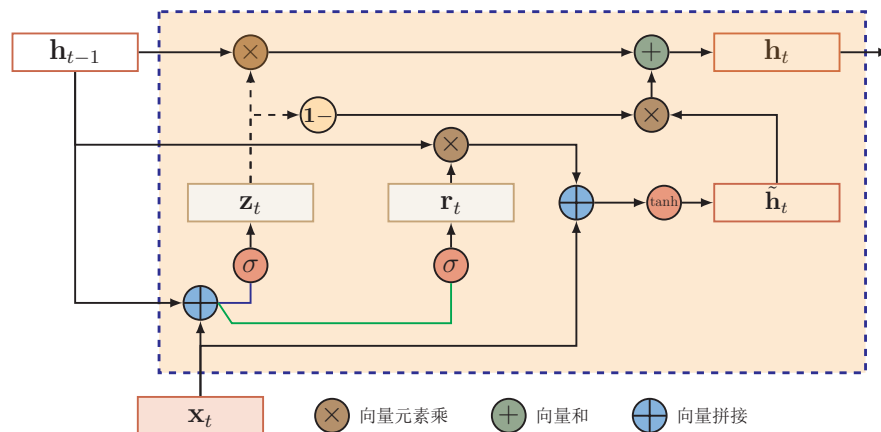 h_{t−1}
×
+
h_t
1−
×
×
z_t
r_t
tanh
h̃_t
σ
σ
x_t
× 向量元素乘
+ 向量和
向量拼接